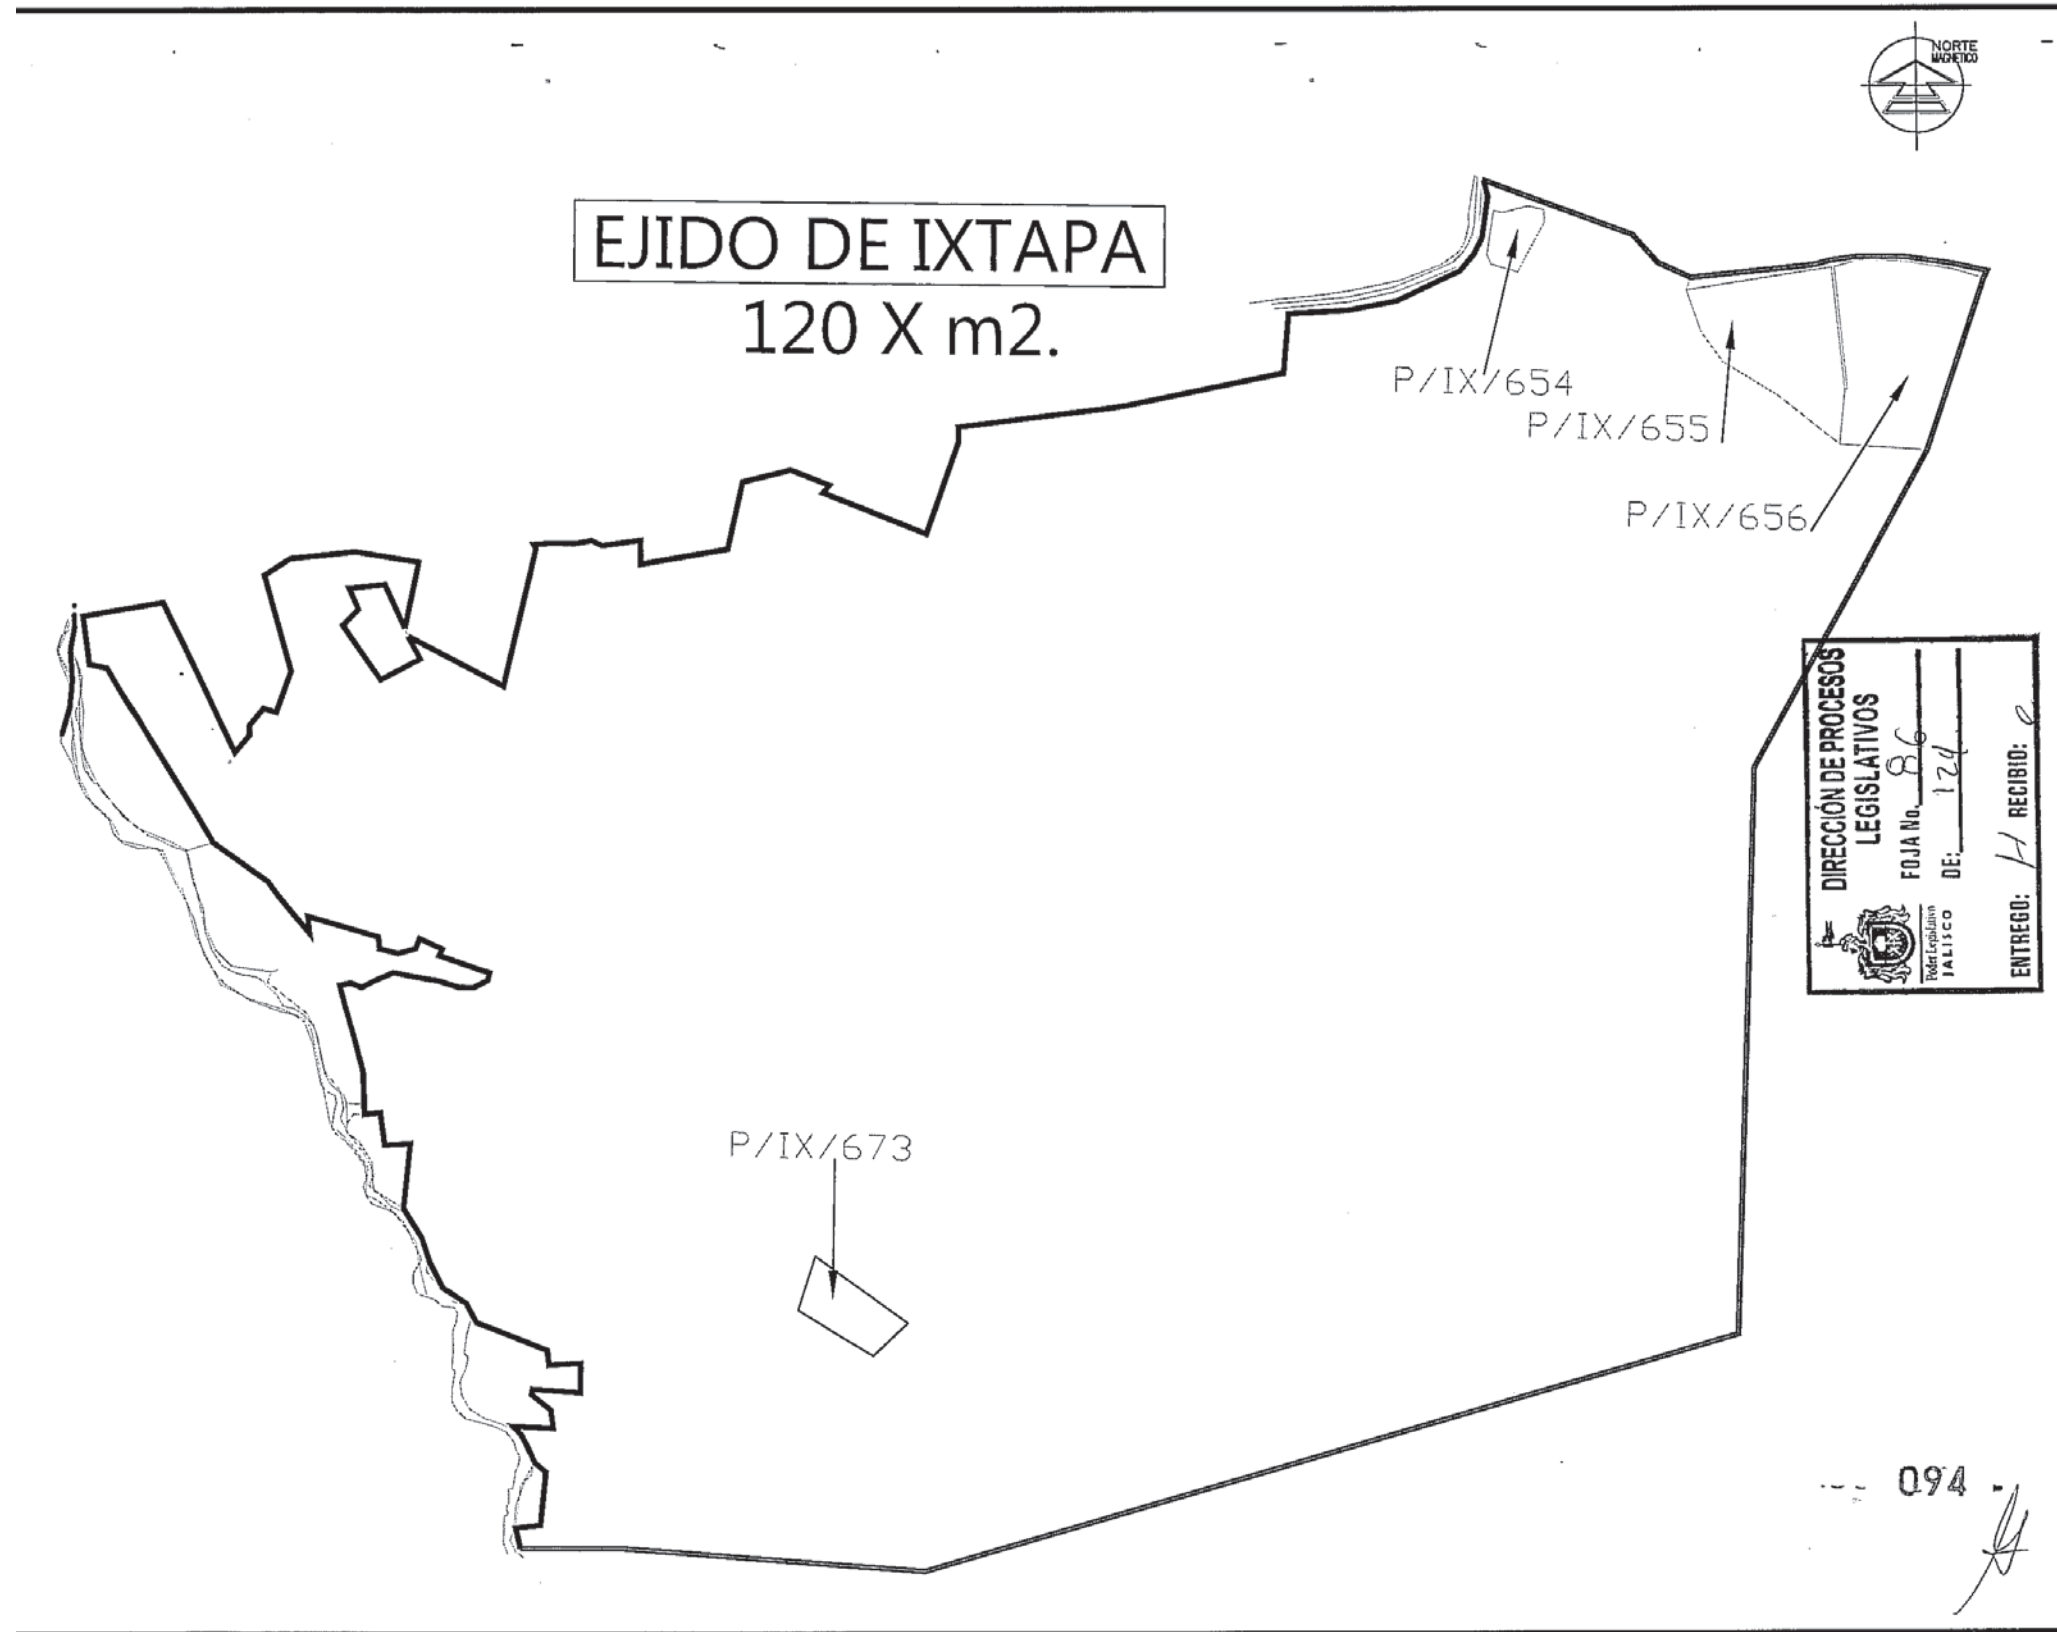 NORTE
MAGNETICO
EJIDO DE IXTAPA
120 X m2.
P/IX/654
P/IX/655
P/IX/656
DIRECCIÓN DE PROCESOS
LEGISLATIVOS
FOJA No. 86
DE: 124
Poder Legislativo
JALISCO
ENTREGO: H RECIBIO:
P/IX/673
094